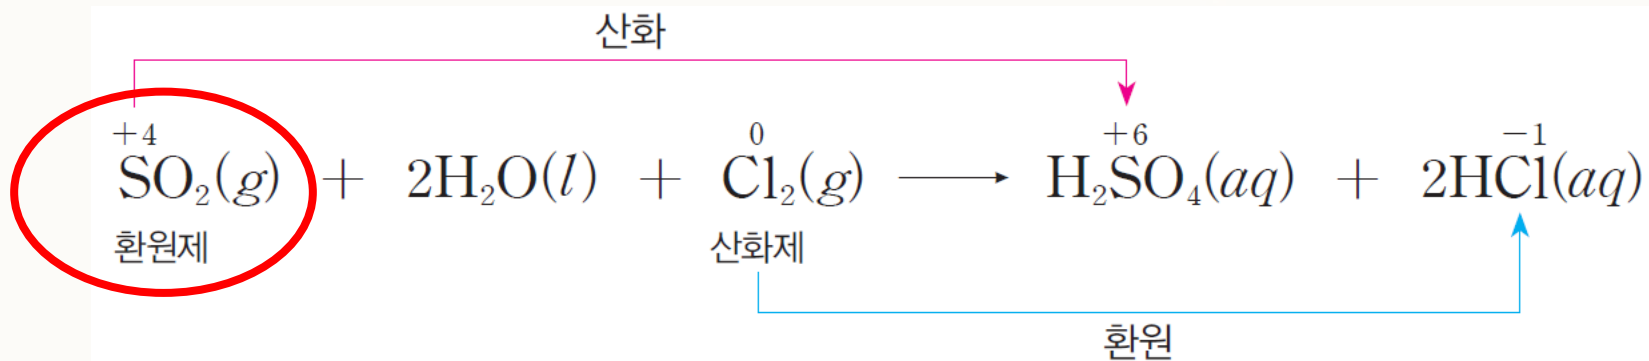 산화
+4 0 +6 −1
SO₂(g) + 2H₂O(l) + Cl₂(g) ⟶ H₂SO₄(aq) + 2HCl(aq)
환원제 산화제
환원